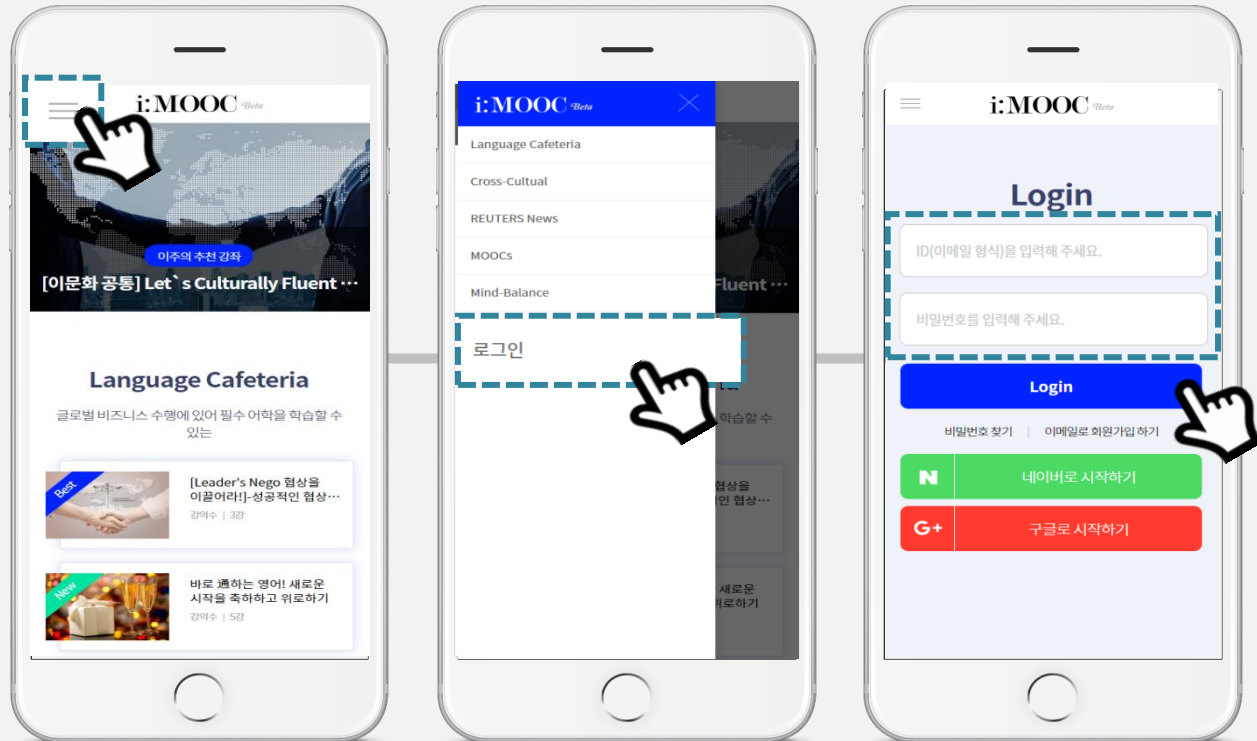 i:MOOC Beta
이주의 추천 강좌
[이문화 공통] Let`s Culturally Fluent ···
Language Cafeteria
글로벌 비즈니스 수행에 있어 필수 어학을 학습할 수
있는
Best
[Leader's Nego 협상을
이끌어라!]-성공적인 협상···
강의수 | 3강
New
바로 通하는 영어! 새로운
시작을 축하하고 위로하기
강의수 | 5강
i:MOOC Beta
Language Cafeteria
Cross-Cultual
REUTERS News
MOOCs
Mind-Balance
로그인
Fluent ···
학습할 수
협상을
인 협상···
새로운
위로하기
i:MOOC Beta
Login
ID(이메일 형식)을 입력해 주세요.
비밀번호를 입력해 주세요.
Login
비밀번호 찾기 | 이메일로 회원가입 하기
N 네이버로 시작하기
G+ 구글로 시작하기